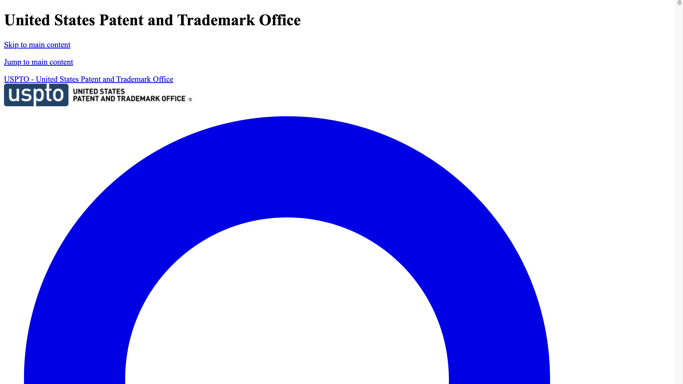 United States Patent and Trademark Office
Skip to main content
Jump to main content
USPTO - United States Patent and Trademark Office
uspto UNITED STATES
PATENT AND TRADEMARK OFFICE ®